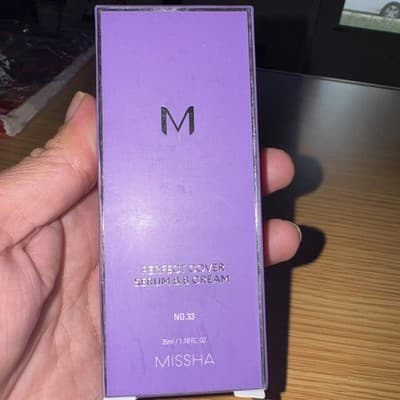 M
PERFECT COVER
SERUM B.B CREAM
NO.33
35ml / 1.18 FL. OZ
MISSHA